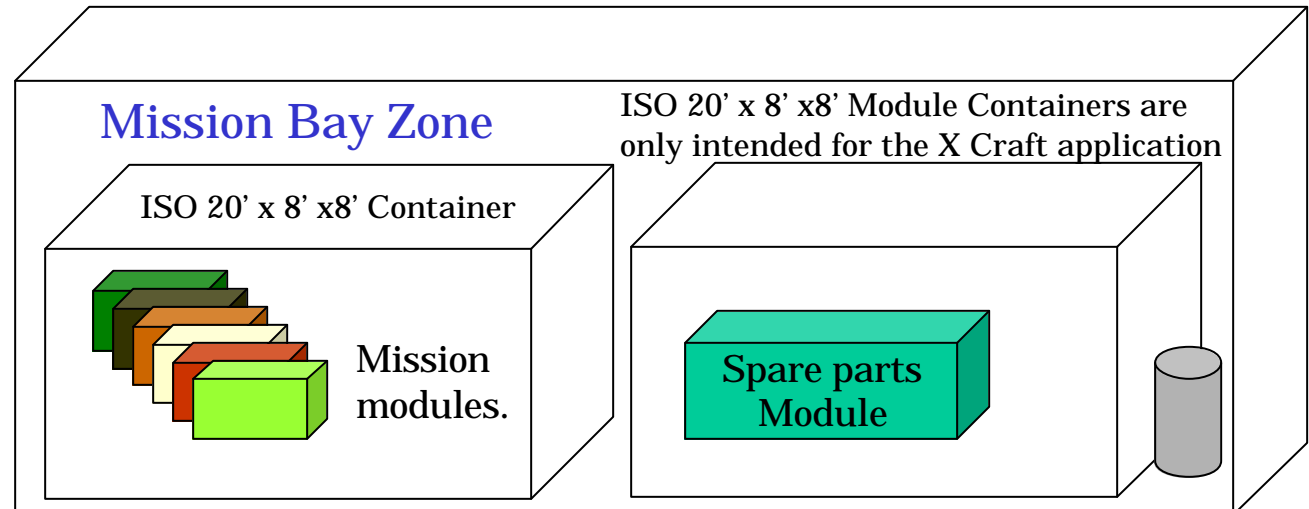 Mission Bay Zone
ISO 20’ x 8’ x8’ Module Containers are
only intended for the X Craft application
ISO 20’ x 8’ x8’ Container
Mission
modules.
Spare parts
Module